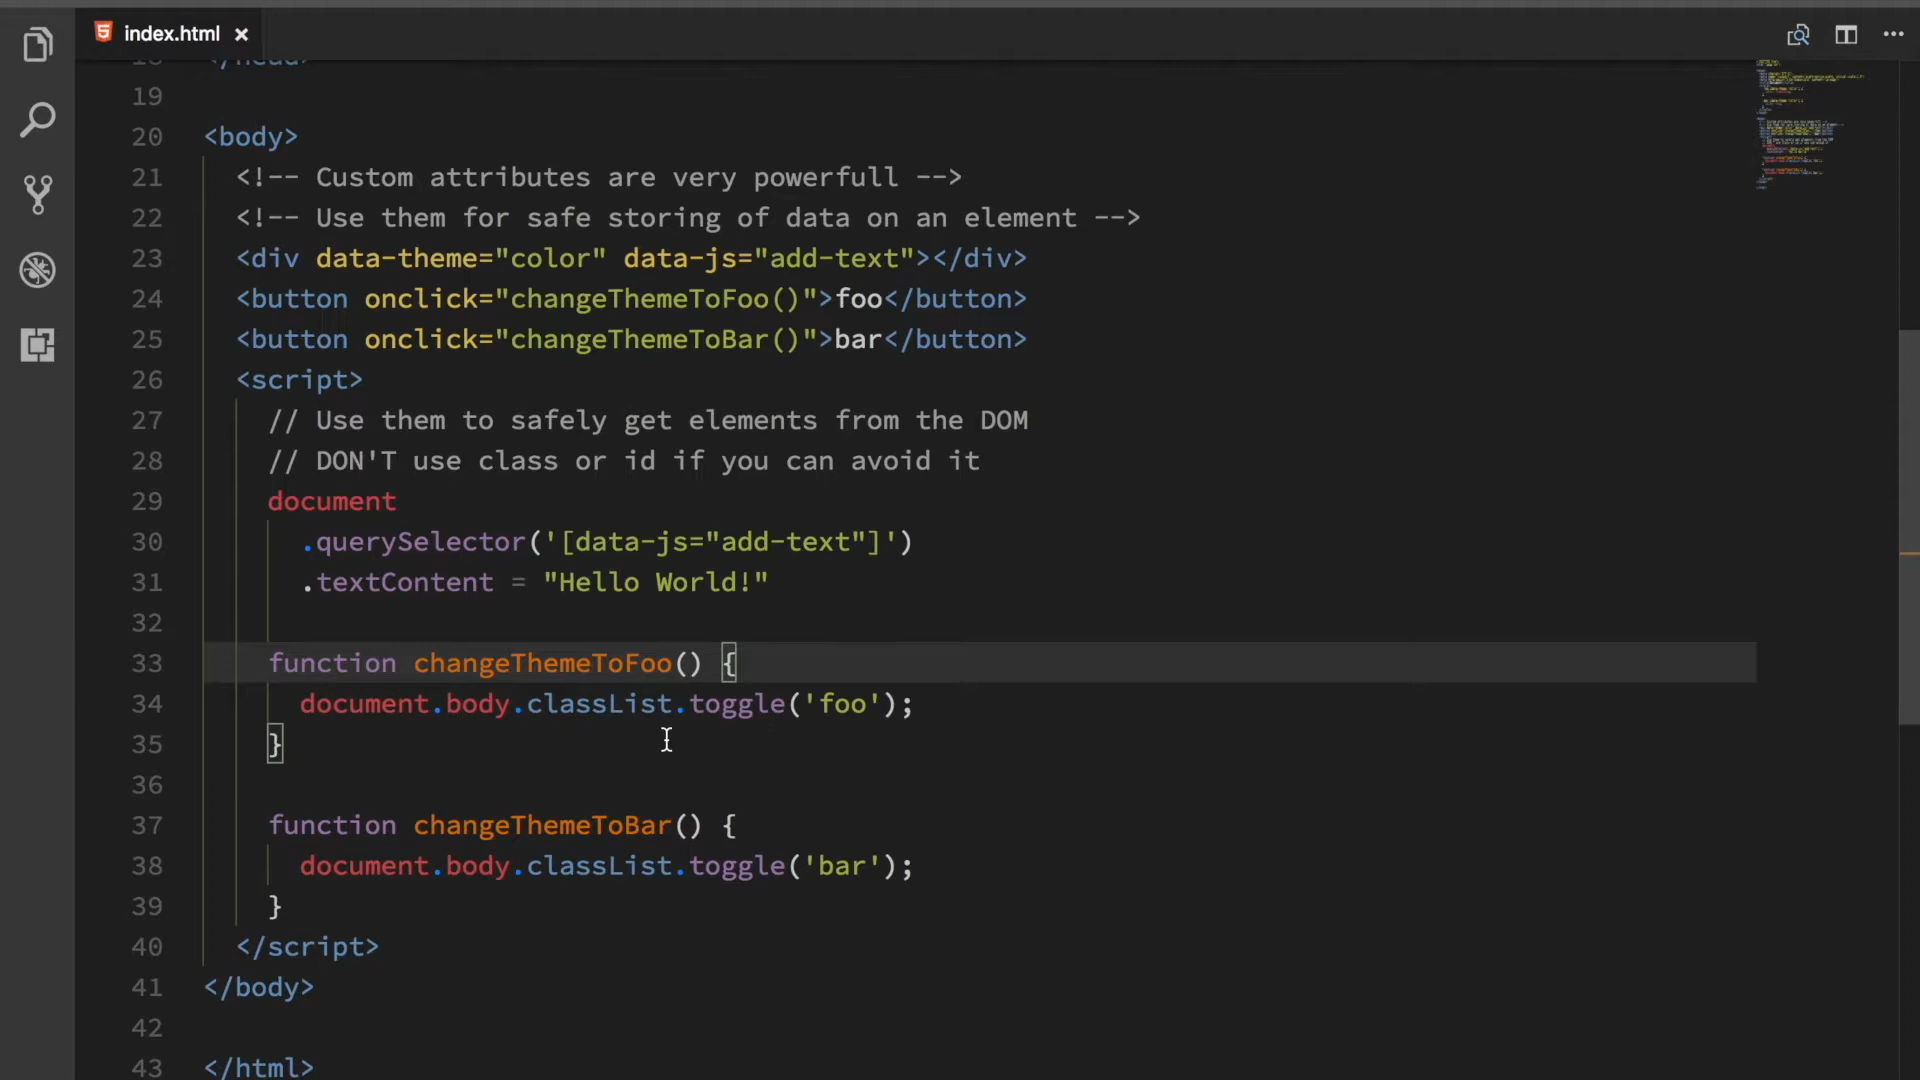 index.html
18 </head>
19
20 <body>
21 <!-- Custom attributes are very powerfull -->
22 <!-- Use them for safe storing of data on an element -->
23 <div data-theme="color" data-js="add-text"></div>
24 <button onclick="changeThemeToFoo()">foo</button>
25 <button onclick="changeThemeToBar()">bar</button>
26 <script>
27 // Use them to safely get elements from the DOM
28 // DON'T use class or id if you can avoid it
29 document
30 .querySelector('[data-js="add-text"]')
31 .textContent = "Hello World!"
32
33 function changeThemeToFoo() {
34 document.body.classList.toggle('foo');
35 }
36
37 function changeThemeToBar() {
38 document.body.classList.toggle('bar');
39 }
40 </script>
41 </body>
42
43 </html>